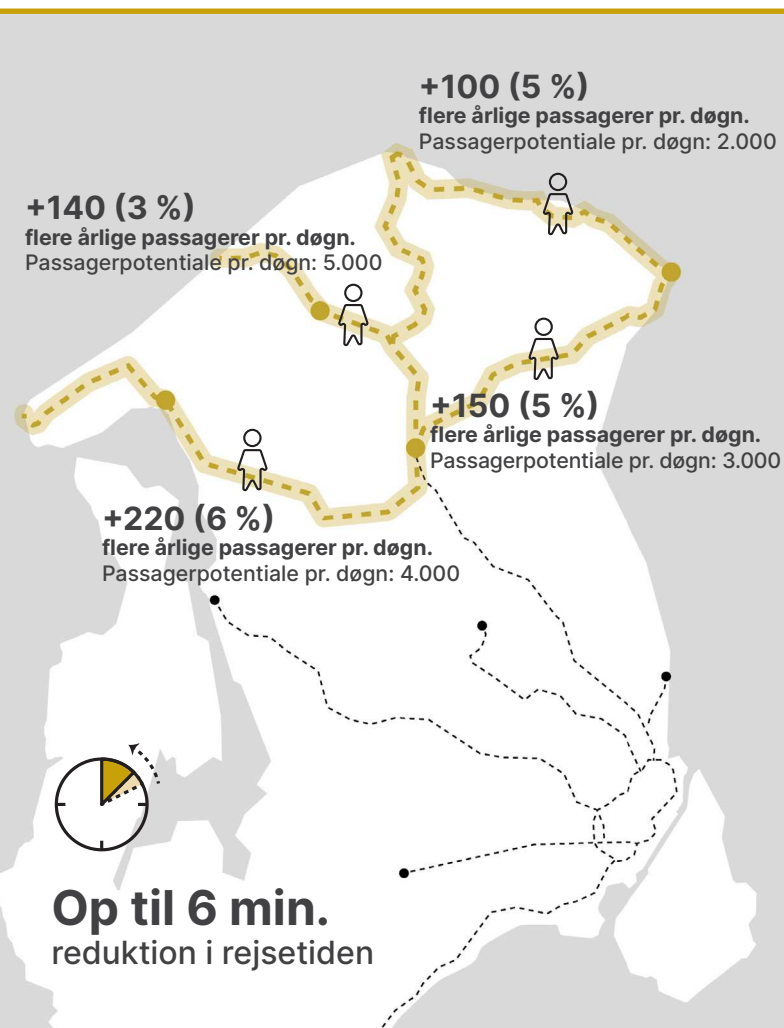 +100 (5 %)
flere årlige passagerer pr. døgn.
Passagerpotentiale pr. døgn: 2.000
+140 (3 %)
flere årlige passagerer pr. døgn.
Passagerpotentiale pr. døgn: 5.000
+150 (5 %)
flere årlige passagerer pr. døgn.
Passagerpotentiale pr. døgn: 3.000
+220 (6 %)
flere årlige passagerer pr. døgn.
Passagerpotentiale pr. døgn: 4.000
Op til 6 min.
reduktion i rejsetiden